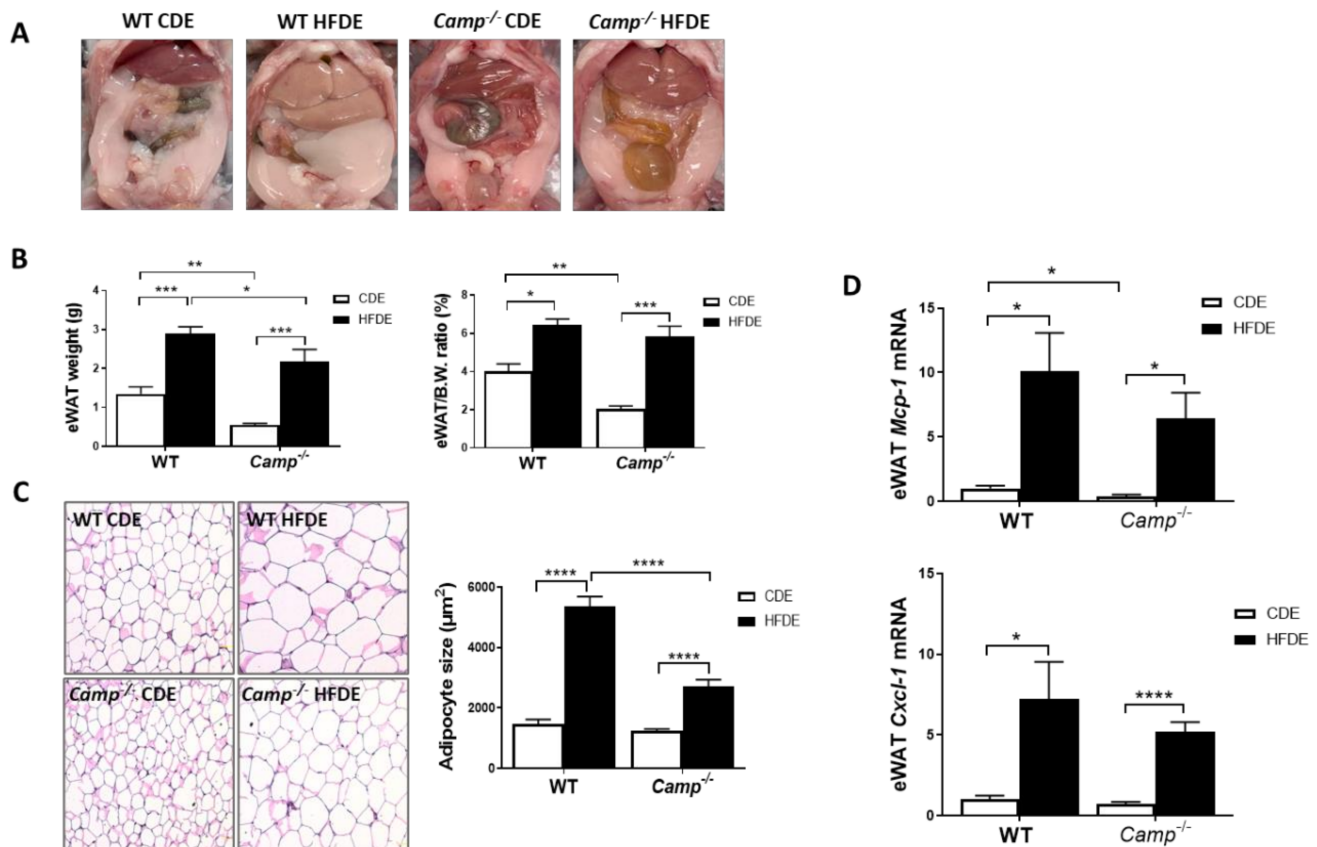 A
WT CDE
WT HFDE
Camp-/- CDE
Camp-/- HFDE
B
eWAT weight (g)
4
3
2
1
0
**
***
*
***
CDE
HFDE
WT
Camp-/-
eWAT/B.W. ratio (%)
8
6
4
2
0
**
*
***
CDE
HFDE
WT
Camp-/-
C
WT CDE
WT HFDE
Camp-/- CDE
Camp-/- HFDE
Adipocyte size (µm²)
6000
4000
2000
0
****
****
****
CDE
HFDE
WT
Camp-/-
D
eWAT Mcp-1 mRNA
15
10
5
0
*
*
*
CDE
HFDE
WT
Camp-/-
eWAT Cxcl-1 mRNA
15
10
5
0
*
****
CDE
HFDE
WT
Camp-/-